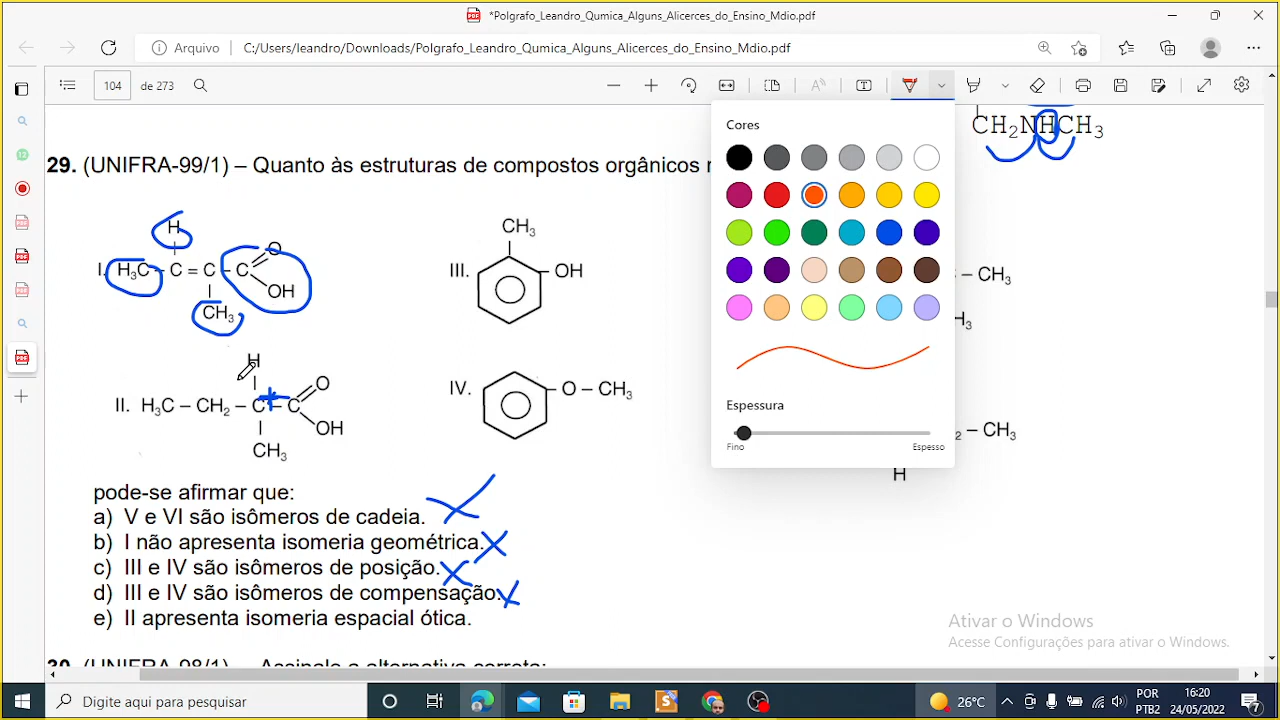 *Polgrafo_Leandro_Qumica_Alguns_Alicerces_do_Ensino_Mdio.pdf
Arquivo C:/Users/leandro/Downloads/Polgrafo_Leandro_Qumica_Alguns_Alicerces_do_Ensino_Mdio.pdf
104 de 273
Cores
Espessura
Fino Espesso
CH2NHCH3
29. (UNIFRA-99/1) – Quanto às estruturas de compostos orgânicos
H
O
I. H3C – C = C – C
OH
CH3
CH3
III. OH
H
O
II. H3C – CH2 – C – C
OH
CH3
IV. O – CH3
– CH3
– CH3
H
pode-se afirmar que:
a) V e VI são isômeros de cadeia.
b) I não apresenta isomeria geométrica.
c) III e IV são isômeros de posição.
d) III e IV são isômeros de compensação.
e) II apresenta isomeria espacial ótica.
30. (UNIFRA-98/1) – Assinale a alternativa correta:
Ativar o Windows
Acesse Configurações para ativar o Windows.
Digite aqui para pesquisar
26°C
POR
PTB2
16:20
24/05/2022
7